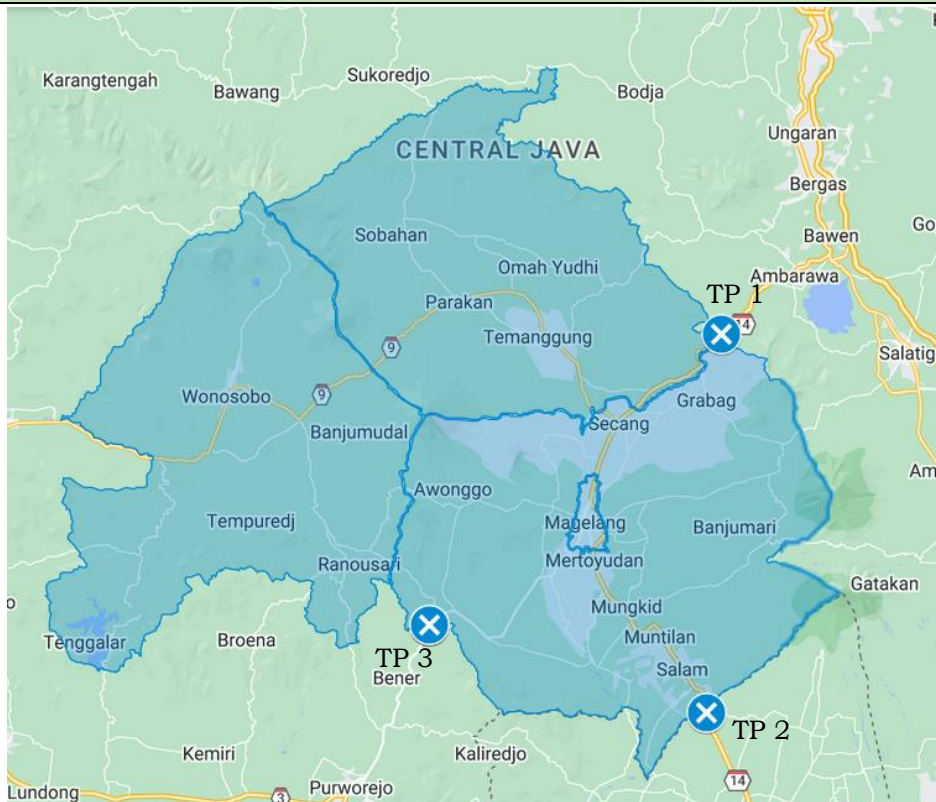 Karangtengah
Bawang
Sukoredjo
Bodja
Ungaran
CENTRAL JAVA
Bergas
Sobahan
Bawen
Go
Omah Yudhi
Ambarawa
TP 1
Parakan
14
Temanggung
9
Salatig
Wonosobo
9
Grabag
Secang
Banjumudal
Am
Awonggo
Magelang
Banjumari
Tempuredj
Mertoyudan
Ranousari
Gatakan
o
Mungkid
Tenggalar
Broena
Muntilan
TP 3
Salam
Bener
TP 2
Kemiri
Kaliredjo
14
Lundong
3
Purworejo